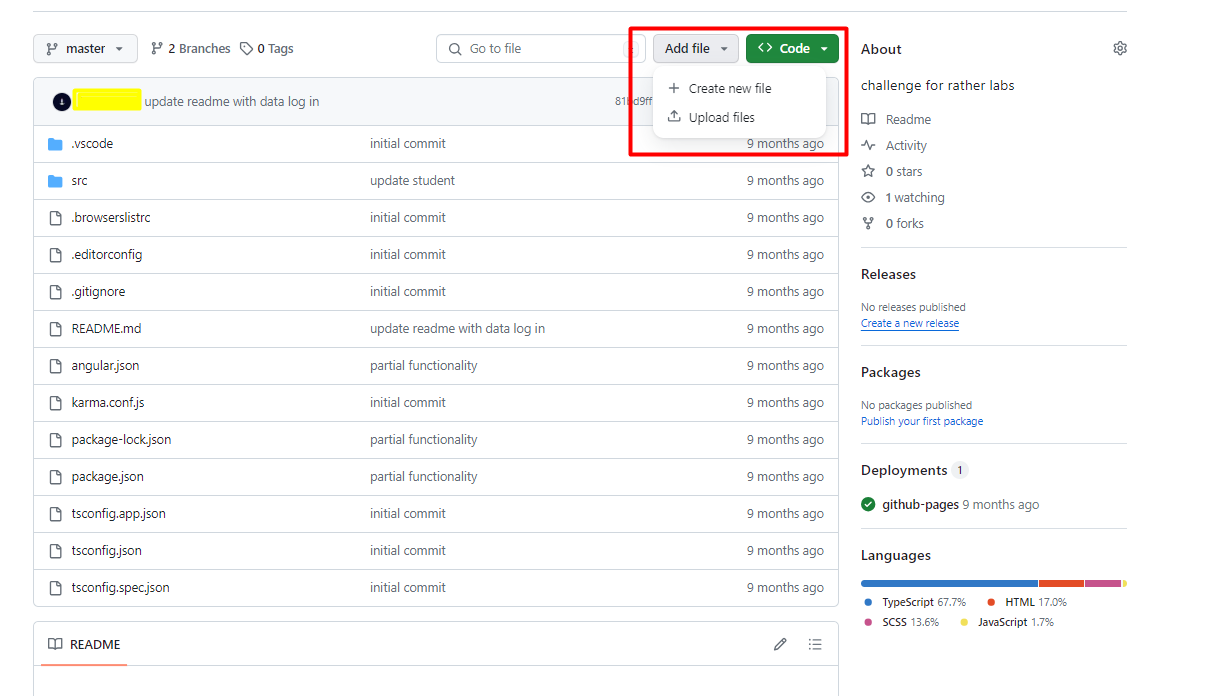 master 2 Branches 0 Tags Go to file Add file Code
Create new file
Upload files
update readme with data log in
.vscode initial commit 9 months ago
src update student 9 months ago
.browserslistrc initial commit 9 months ago
.editorconfig initial commit 9 months ago
.gitignore initial commit 9 months ago
README.md update readme with data log in 9 months ago
angular.json partial functionality 9 months ago
karma.conf.js initial commit 9 months ago
package-lock.json partial functionality 9 months ago
package.json partial functionality 9 months ago
tsconfig.app.json initial commit 9 months ago
tsconfig.json initial commit 9 months ago
tsconfig.spec.json initial commit 9 months ago
README
About
challenge for rather labs
Readme
Activity
0 stars
1 watching
0 forks
Releases
No releases published
Create a new release
Packages
No packages published
Publish your first package
Deployments 1
github-pages 9 months ago
Languages
TypeScript 67.7% HTML 17.0%
SCSS 13.6% JavaScript 1.7%